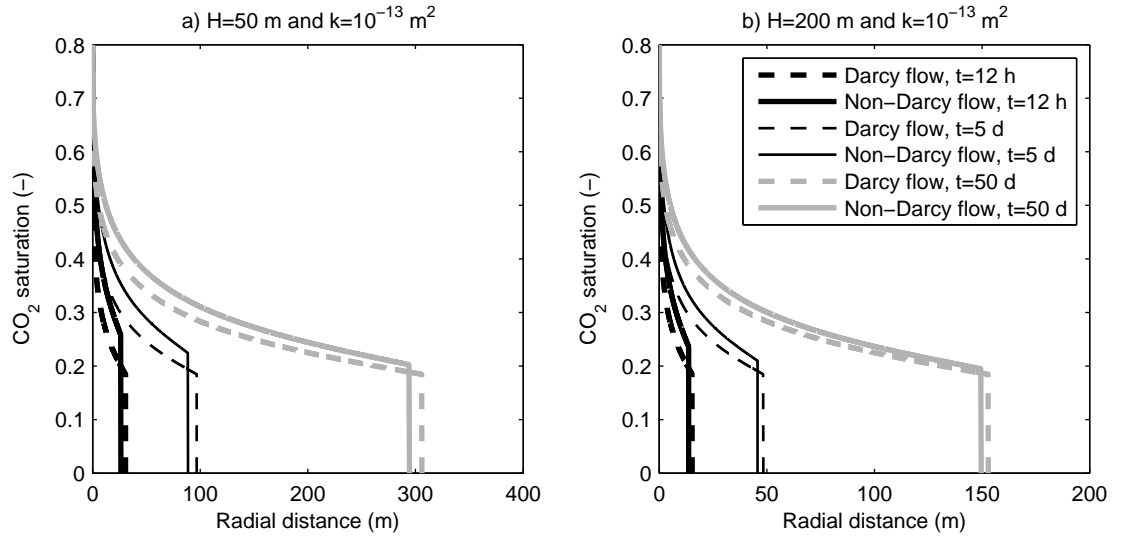 a) H=50 m and k=10⁻¹³ m²
0.8
0.7
0.6
0.5
0.4
0.3
0.2
0.1
0
CO₂ saturation (−)
0 100 200 300 400
Radial distance (m)
b) H=200 m and k=10⁻¹³ m²
0.8
0.7
0.6
0.5
0.4
0.3
0.2
0.1
0
CO₂ saturation (−)
0 50 100 150 200
Radial distance (m)
Darcy flow, t=12 h
Non−Darcy flow, t=12 h
Darcy flow, t=5 d
Non−Darcy flow, t=5 d
Darcy flow, t=50 d
Non−Darcy flow, t=50 d